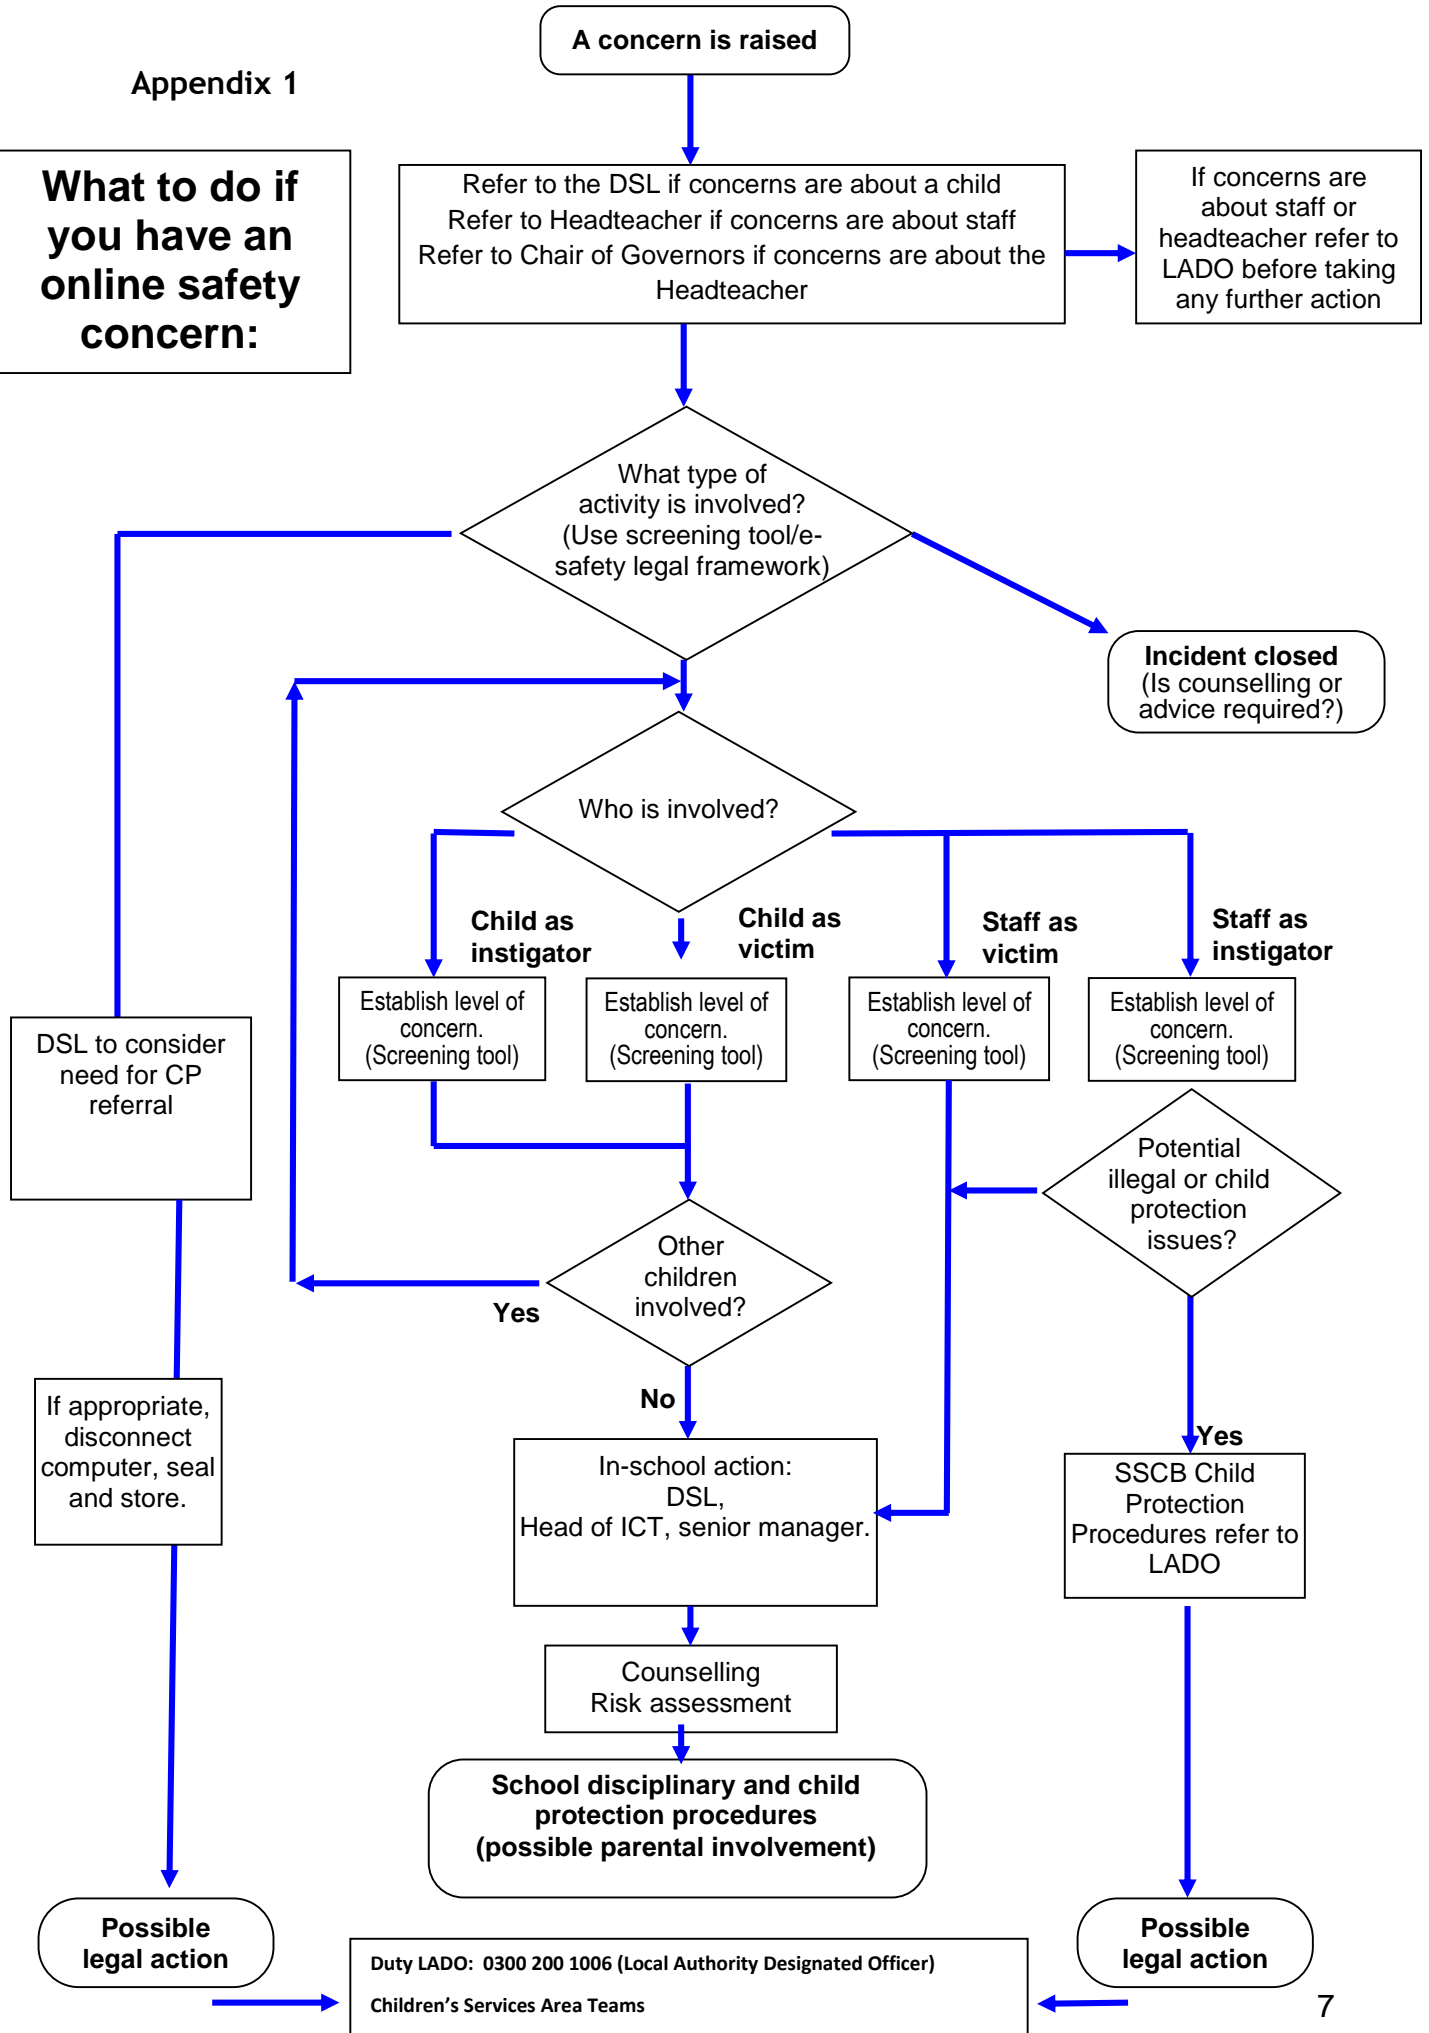 A concern is raised
Appendix 1
What to do if
you have an
online safety
concern:
Refer to the DSL if concerns are about a child
Refer to Headteacher if concerns are about staff
Refer to Chair of Governors if concerns are about the
Headteacher
If concerns are
about staff or
headteacher refer to
LADO before taking
any further action
What type of
activity is involved?
(Use screening tool/e-
safety legal framework)
Incident closed
(Is counselling or
advice required?)
Who is involved?
Child as
instigator
Child as
victim
Staff as
victim
Staff as
instigator
Establish level of
concern.
(Screening tool)
Establish level of
concern.
(Screening tool)
Establish level of
concern.
(Screening tool)
Establish level of
concern.
(Screening tool)
DSL to consider
need for CP
referral
Potential
illegal or child
protection
issues?
Other
children
involved?
Yes
No
If appropriate,
disconnect
computer, seal
and store.
In-school action:
DSL,
Head of ICT, senior manager.
Yes
SSCB Child
Protection
Procedures refer to
LADO
Counselling
Risk assessment
School disciplinary and child
protection procedures
(possible parental involvement)
Possible
legal action
Possible
legal action
Duty LADO: 0300 200 1006 (Local Authority Designated Officer)
Children’s Services Area Teams
7